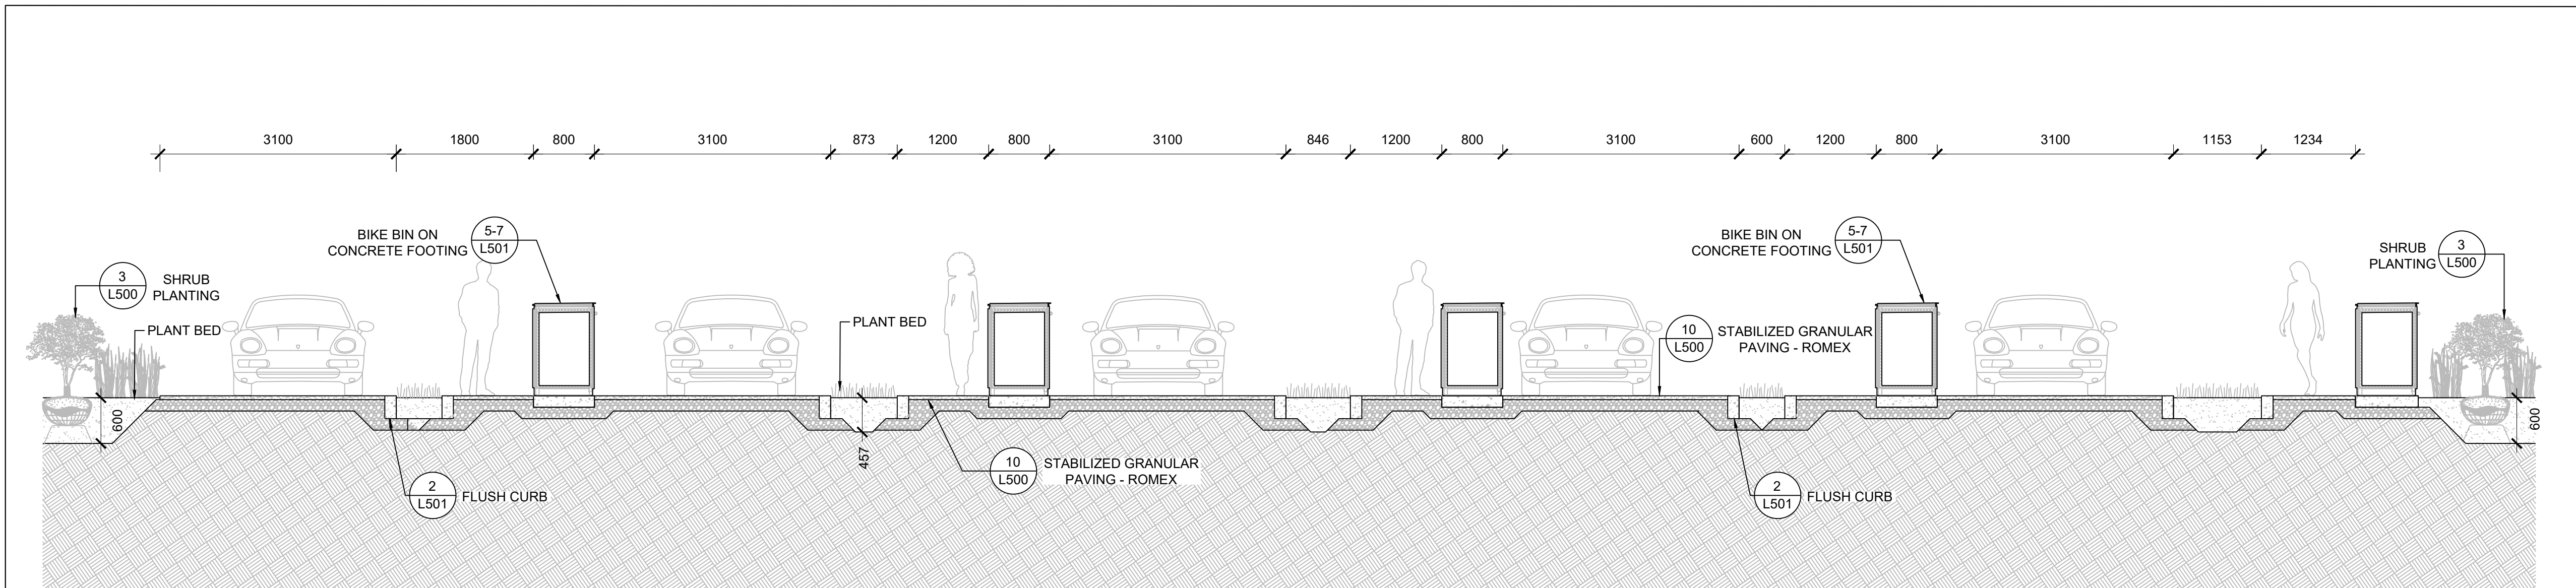 3100
1800
800
3100
873
1200
800
3100
846
1200
800
3100
600
1200
800
3100
1153
1234
BIKE BIN ON
CONCRETE FOOTING
5-7
L501
BIKE BIN ON
CONCRETE FOOTING
5-7
L501
3
L500
SHRUB
PLANTING
SHRUB
PLANTING
3
L500
PLANT BED
PLANT BED
10
L500
STABILIZED GRANULAR
PAVING - ROMEX
600
457
600
10
L500
STABILIZED GRANULAR
PAVING - ROMEX
2
L501
FLUSH CURB
2
L501
FLUSH CURB